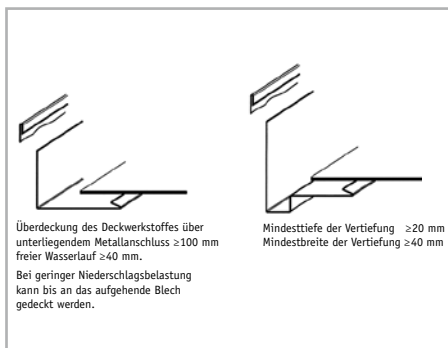 Überdeckung des Deckwerkstoffes über
unterliegendem Metallanschluss ≥100 mm
freier Wasserlauf ≥40 mm.
Bei geringer Niederschlagsbelastung
kann bis an das aufgehende Blech
gedeckt werden.
Mindesttiefe der Vertiefung ≥20 mm
Mindestbreite der Vertiefung ≥40 mm